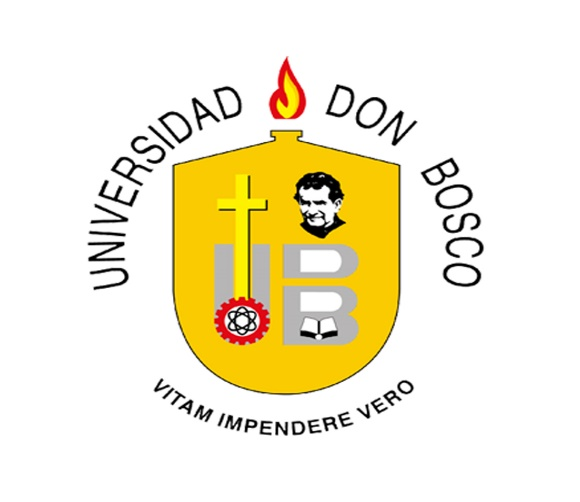 UNIVERSIDAD DON BOSCO
UDB
VITAM IMPENDERE VERO